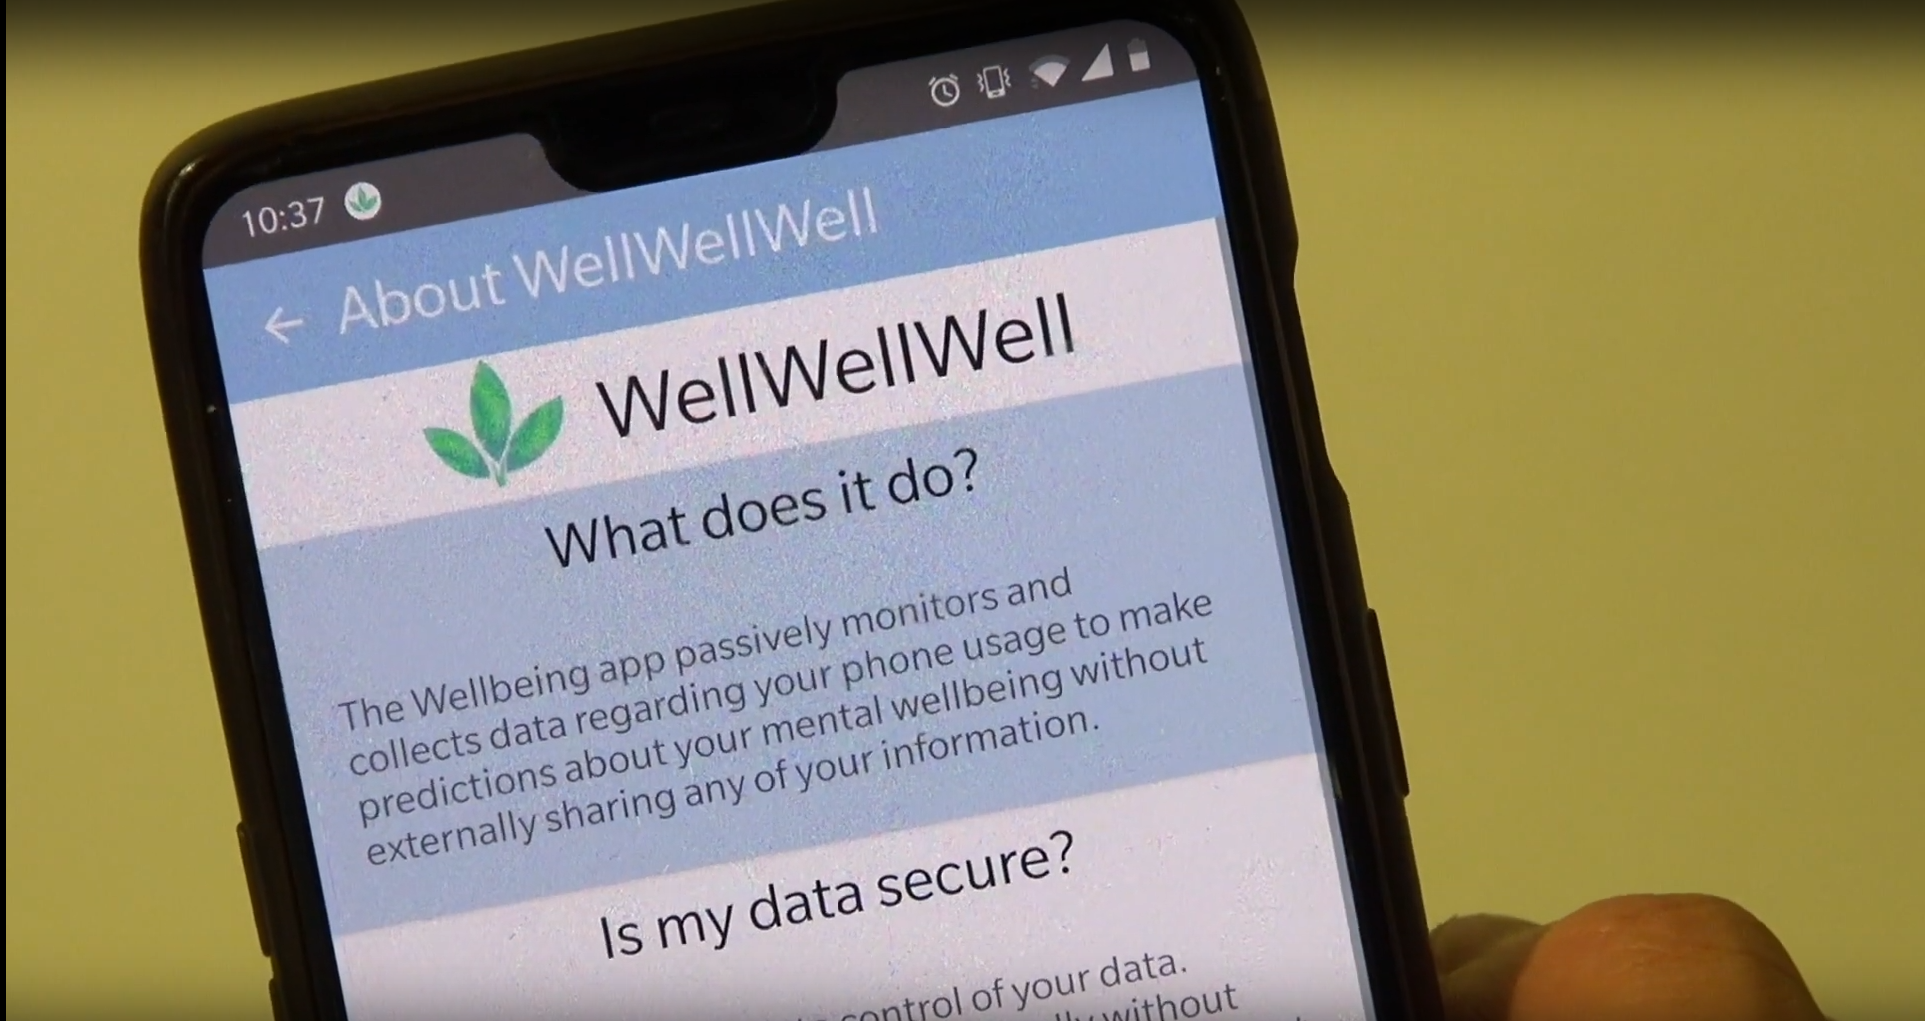 10:37
About WellWellWell
WellWellWell
What does it do?
The Wellbeing app passively monitors and
collects data regarding your phone usage to make
predictions about your mental wellbeing without
externally sharing any of your information.
Is my data secure?
control of your data.
without